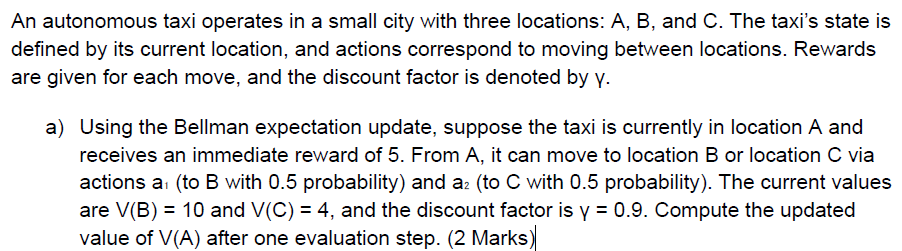 An autonomous taxi operates in a small city with three locations: A, B, and C. The taxi's state is
defined by its current location, and actions correspond to moving between locations. Rewards
are given for each move, and the discount factor is denoted by γ.
a) Using the Bellman expectation update, suppose the taxi is currently in location A and
receives an immediate reward of 5. From A, it can move to location B or location C via
actions a₁ (to B with 0.5 probability) and a₂ (to C with 0.5 probability). The current values
are V(B) = 10 and V(C) = 4, and the discount factor is γ = 0.9. Compute the updated
value of V(A) after one evaluation step. (2 Marks)